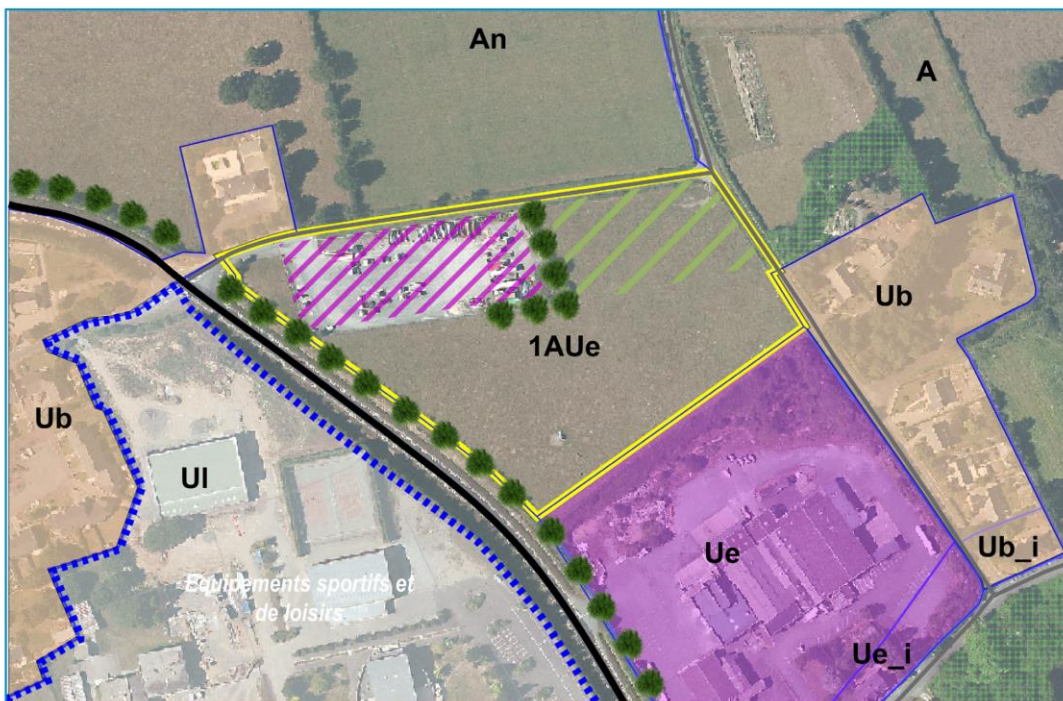 An
A
1AUe
Ub
Ub
Ul
Equipements sportifs et
de loisirs
Ue
Ub_i
Ue_i